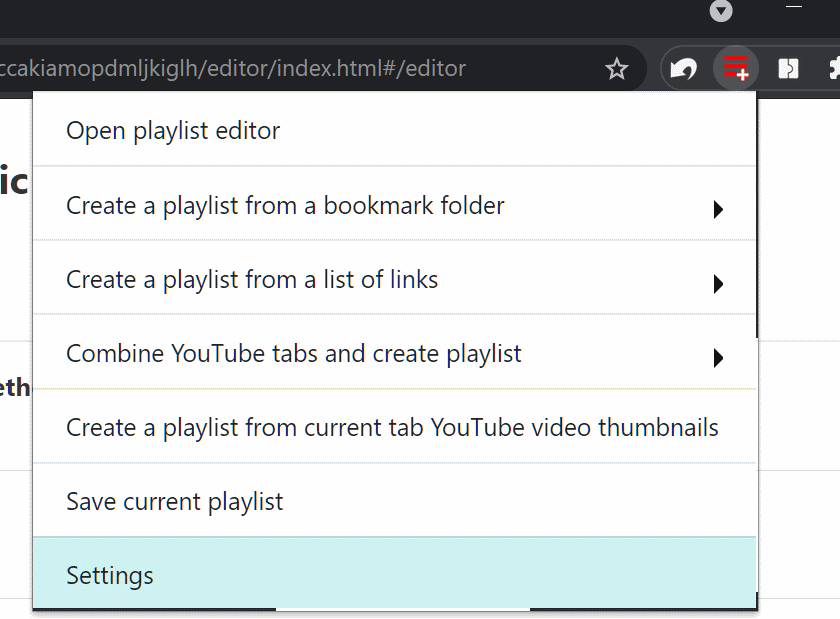 ccakiamopdmljkiglh/editor/index.html#/editor
ic
Open playlist editor
Create a playlist from a bookmark folder
Create a playlist from a list of links
Combine YouTube tabs and create playlist
eth
Create a playlist from current tab YouTube video thumbnails
Save current playlist
Settings